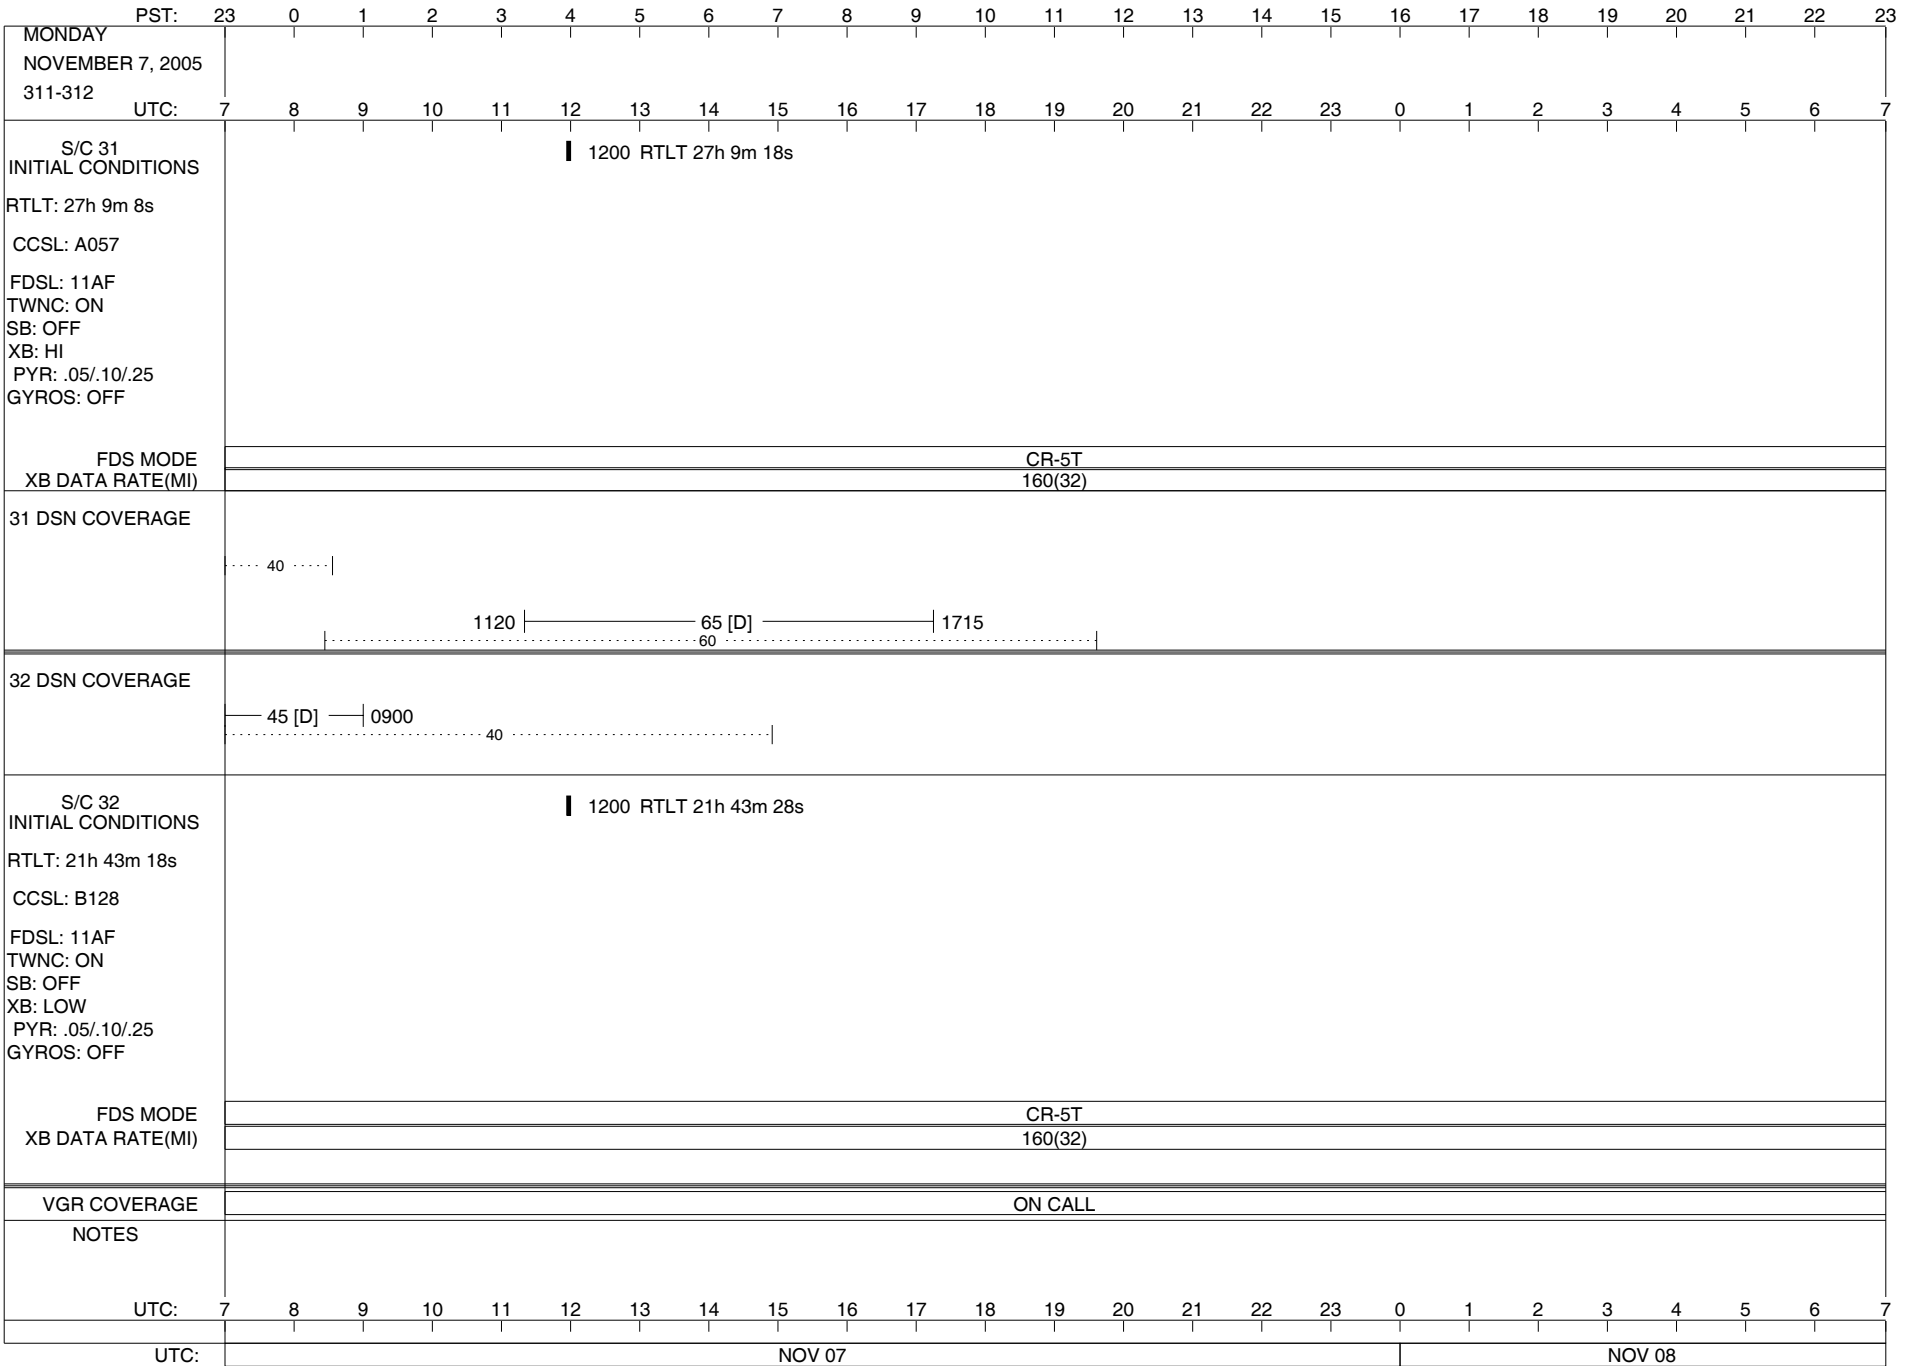 PST: 23 0 1 2 3 4 5 6 7 8 9 10 11 12 13 14 15 16 17 18 19 20 21 22 23
MONDAY
NOVEMBER 7, 2005
311-312
UTC: 7 8 9 10 11 12 13 14 15 16 17 18 19 20 21 22 23 0 1 2 3 4 5 6 7
S/C 31
INITIAL CONDITIONS
1200 RTLT 27h 9m 18s
RTLT: 27h 9m 8s
CCSL: A057
FDSL: 11AF
TWNC: ON
SB: OFF
XB: HI
PYR: .05/.10/.25
GYROS: OFF
FDS MODE CR-5T
XB DATA RATE(MI) 160(32)
31 DSN COVERAGE
40
1120 65 [D] 1715
60
32 DSN COVERAGE
45 [D] 0900
40
S/C 32
INITIAL CONDITIONS
1200 RTLT 21h 43m 28s
RTLT: 21h 43m 18s
CCSL: B128
FDSL: 11AF
TWNC: ON
SB: OFF
XB: LOW
PYR: .05/.10/.25
GYROS: OFF
FDS MODE CR-5T
XB DATA RATE(MI) 160(32)
VGR COVERAGE ON CALL
NOTES
UTC: 7 8 9 10 11 12 13 14 15 16 17 18 19 20 21 22 23 0 1 2 3 4 5 6 7
UTC: NOV 07 NOV 08